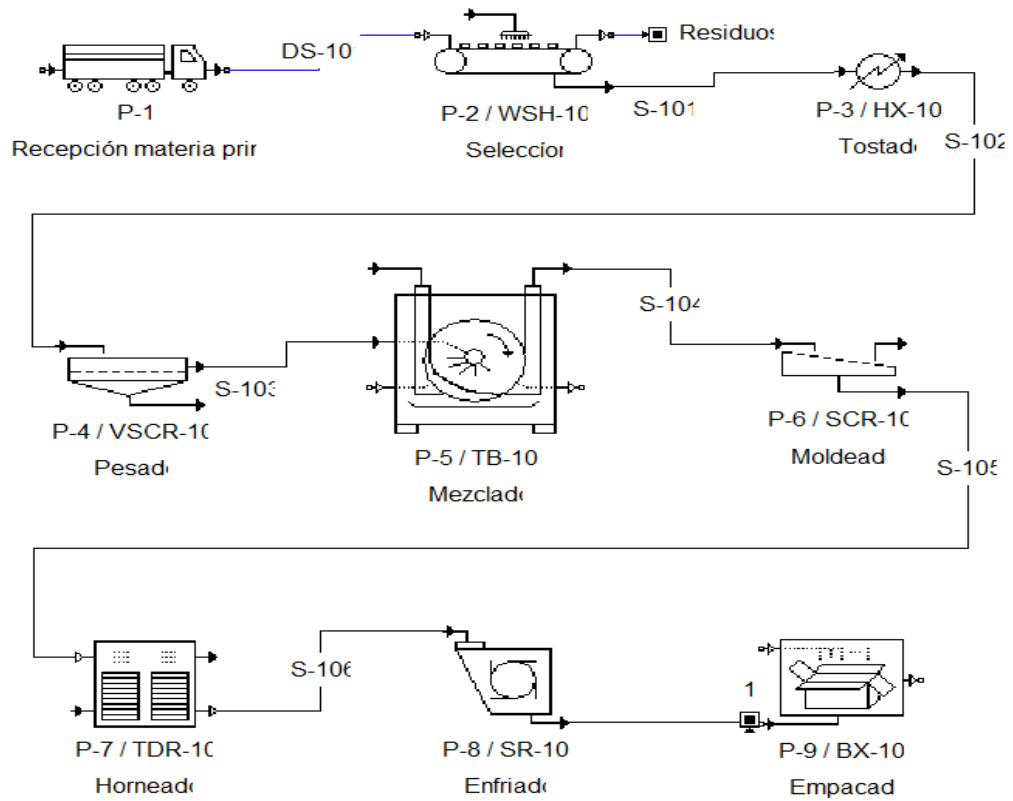 DS-10
Residuos
P-1
Recepción materia prir
P-2 / WSH-10
Seleccíor
S-101
P-3 / HX-10
Tostad
S-102
P-4 / VSCR-10
Pesad
S-103
P-5 / TB-10
Mezclad
S-104
P-6 / SCR-10
Moldead
S-105
P-7 / TDR-10
Hornead
S-106
P-8 / SR-10
Enfriad
1
P-9 / BX-10
Empacad